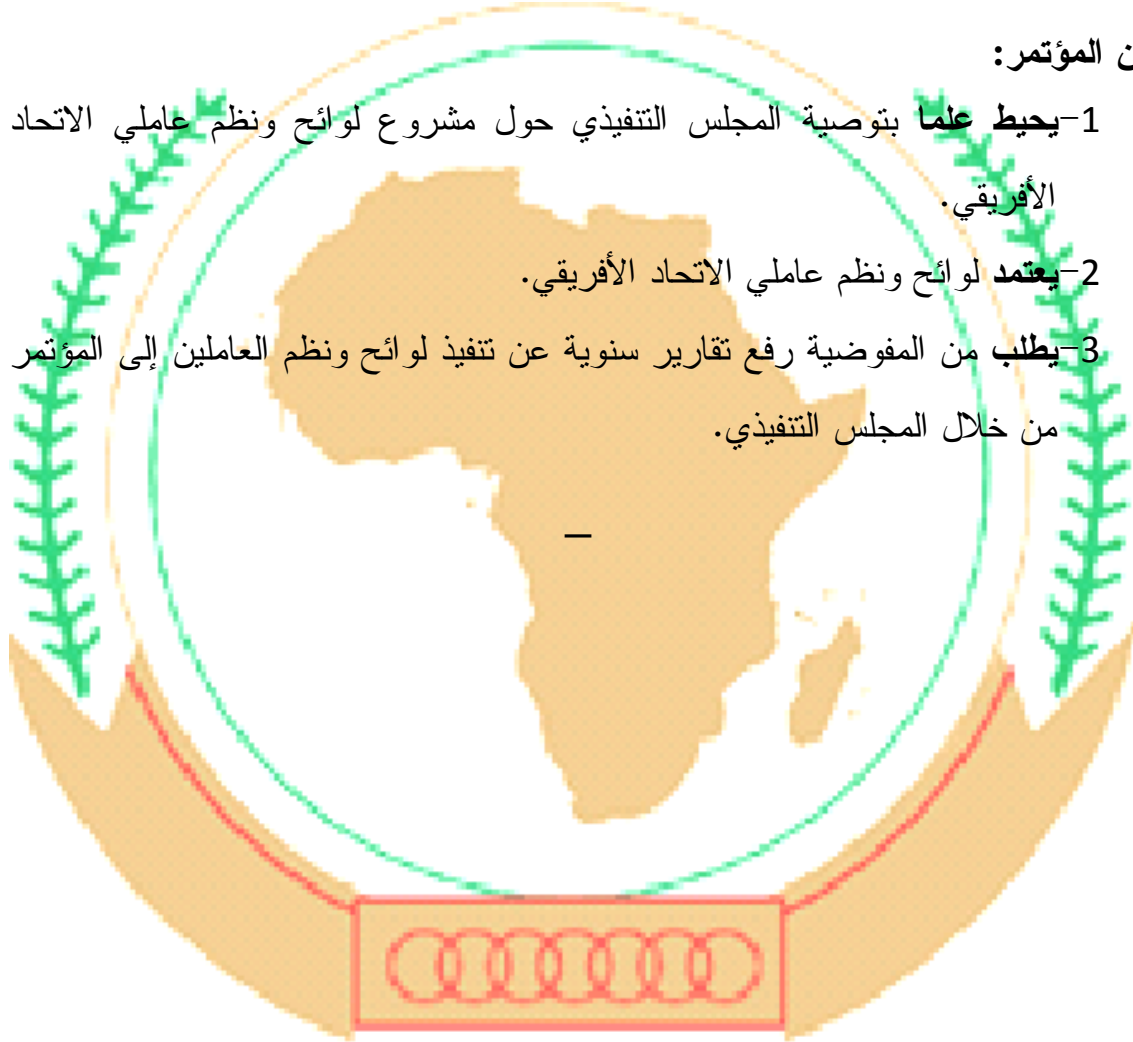 ن المؤتمر:
1-يحيط علما بتوصية المجلس التنفيذي حول مشروع لوائح ونظم عاملي الاتحاد
الأفريقي.
2-يعتمد لوائح ونظم عاملي الاتحاد الأفريقي.
3-يطلب من المفوضية رفع تقارير سنوية عن تنفيذ لوائح ونظم العاملين إلى المؤتمر
من خلال المجلس التنفيذي.
_